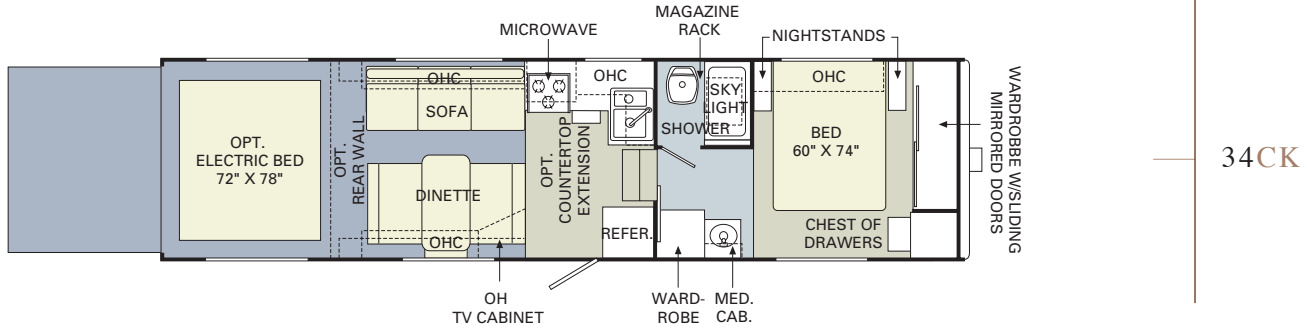 MAGAZINE
RACK
MICROWAVE
NIGHTSTANDS
OHC
OHC
OHC
SKY
LIGHT
SOFA
SHOWER
OPT.
ELECTRIC BED
72" X 78"
OPT.
REAR WALL
DINETTE
OHC
OPT.
COUNTERTOP
EXTENSION
REFER.
BED
60" X 74"
CHEST OF
DRAWERS
WARDROBBE W/SLIDING
MIRRORED DOORS
34CK
OH
TV CABINET
WARD-
ROBE
MED.
CAB.